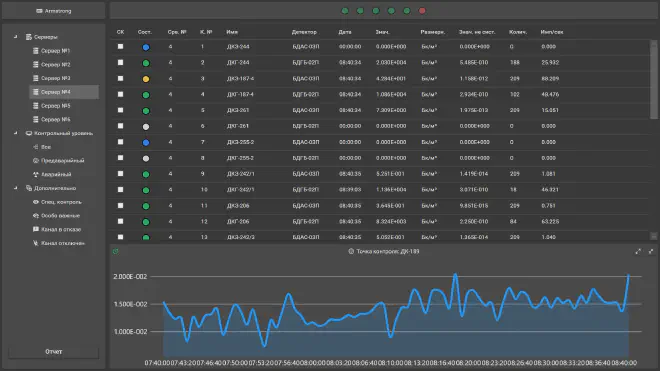 Armstrong
Серверы
Сервер №1
Сервер №2
Сервер №3
Сервер №4
Сервер №5
Сервер №6
Контрольный уровень
Все
Предаварийный
Аварийный
Дополнительно
Спец. контроль
Особо важные
Канал в отказе
Канал отключен
Отчет
СК Сост. Сре. № К. № Имя Детектор Дата Знач. Размерн. Знач. не сист. Колич. Имп/сек
4 1 ДКЗ-244 БДАС-03П 00:00:00 0.000E+000 Бк/м³ 0.000E+000 0 0.000
4 2 ДКГ-244 БДГБ-02П 08:40:34 2.030E+004 Бк/м³ 5.485E-010 188 25.932
4 3 ДКЗ-187-4 БДАС-03П 08:40:34 4.284E+001 Бк/м³ 1.158E-012 209 88.209
4 4 ДКГ-187-4 БДГБ-02П 08:40:34 1.086E+004 Бк/м³ 2.934E-010 102 48.476
4 5 ДКЗ-261 БДАС-03П 08:40:34 7.309E+000 Бк/м³ 1.975E-013 209 15.051
4 6 ДКГ-261 БДГБ-02П 00:00:00 0.000E+000 Бк/м³ 0.000E+000 0 0.000
4 7 ДКЗ-255-2 БДАС-03П 00:00:00 0.000E+000 Бк/м³ 0.000E+000 0 0.000
4 8 ДКГ-255-2 БДГБ-02П 00:00:00 0.000E+000 Бк/м³ 0.000E+000 0 0.000
4 9 ДКЗ-242/1 БДАС-03П 08:40:35 5.251E-001 Бк/м³ 1.419E-014 209 1.081
4 10 ДКГ-242/1 БДГБ-02П 08:39:03 1.136E+004 Бк/м³ 3.071E-010 18 46.321
4 11 ДКЗ-206 БДАС-03П 08:40:35 3.645E-001 Бк/м³ 9.851E-015 209 0.751
4 12 ДКГ-206 БДГБ-02П 08:40:35 8.324E+003 Бк/м³ 2.250E-010 84 63.225
4 13 ДКЗ-242/3 БДАС-03П 08:40:35 5.052E-001 Бк/м³ 1.365E-014 209 1.040
Точка контроля: ДК-189
2.000E-002
1.500E-002
1.000E-002
07:40:00 07:43:20 07:46:40 07:50:00 07:53:20 07:56:40 08:00:00 08:03:20 08:06:40 08:10:00 08:13:20 08:16:40 08:20:00 08:23:20 08:26:40 08:30:00 08:33:20 08:36:40 08:40:00